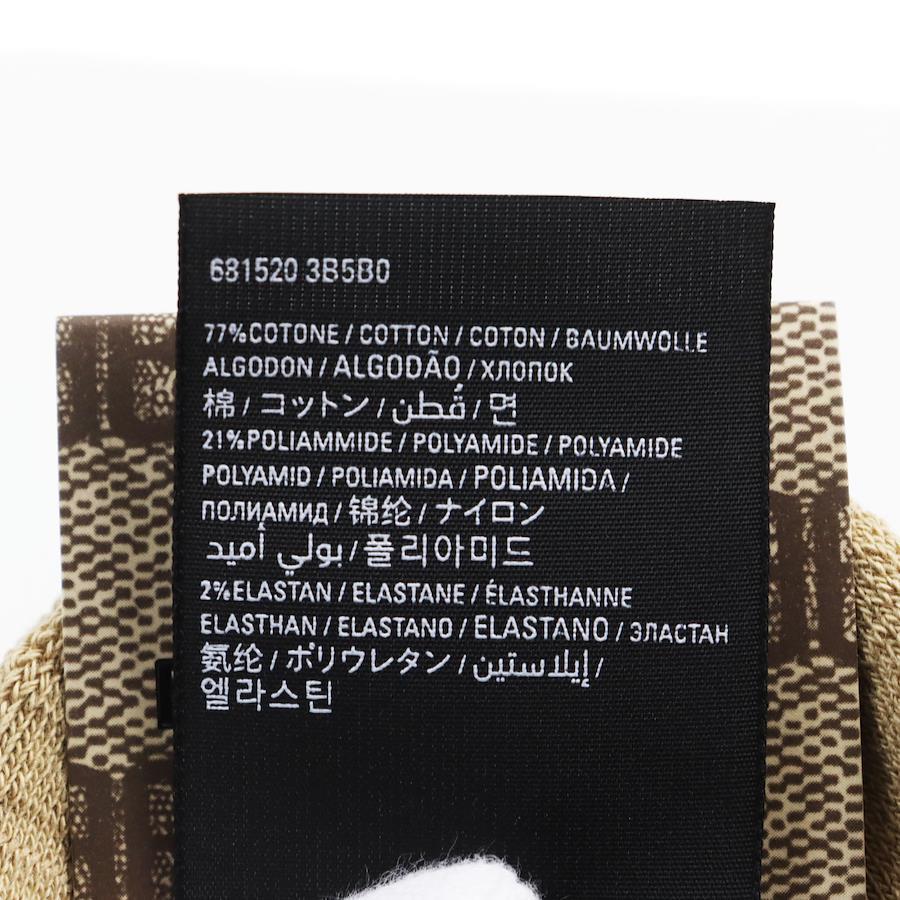 681520 3B5B0
77%COTONE / COTTON / COTON / BAUMWOLLE
ALGODON / ALGODÃO / ХЛОПОК
棉 / コットン / قُطن / 면
21%POLIAMMIDE / POLYAMIDE / POLYAMIDE
POLYAMID / POLIAMIDA / POLIAMIDA /
ПОЛИАМИД / 锦纶 / ナイロン
بولي أميد / 폴리아미드
2%ELASTAN / ELASTANE / ÉLASTHANNE
ELASTHAN / ELASTANO / ELASTANO / ЭЛАСТАН
氨纶 / ポリウレタン / إيلاستين /
엘라스틴